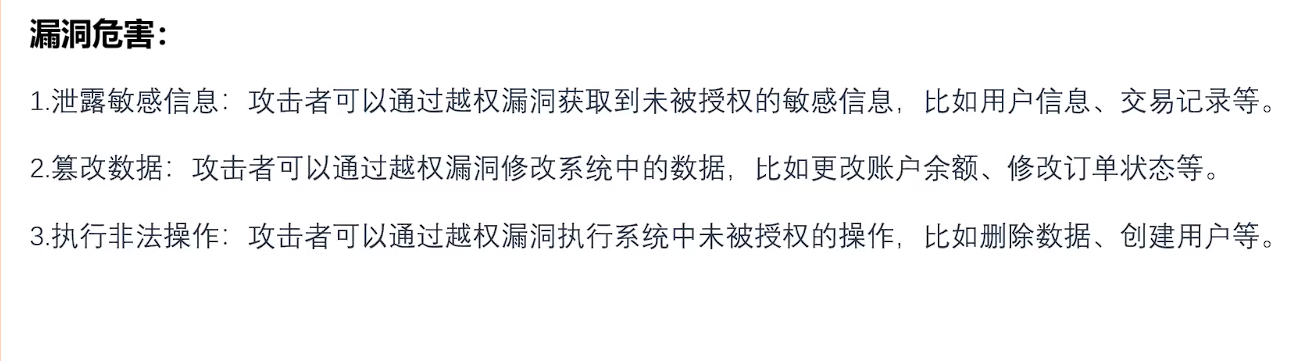 漏洞危害：
1.泄露敏感信息：攻击者可以通过越权漏洞获取到未被授权的敏感信息，比如用户信息、交易记录等。
2.篡改数据：攻击者可以通过越权漏洞修改系统中的数据，比如更改账户余额、修改订单状态等。
3.执行非法操作：攻击者可以通过越权漏洞执行系统中未被授权的操作，比如删除数据、创建用户等。